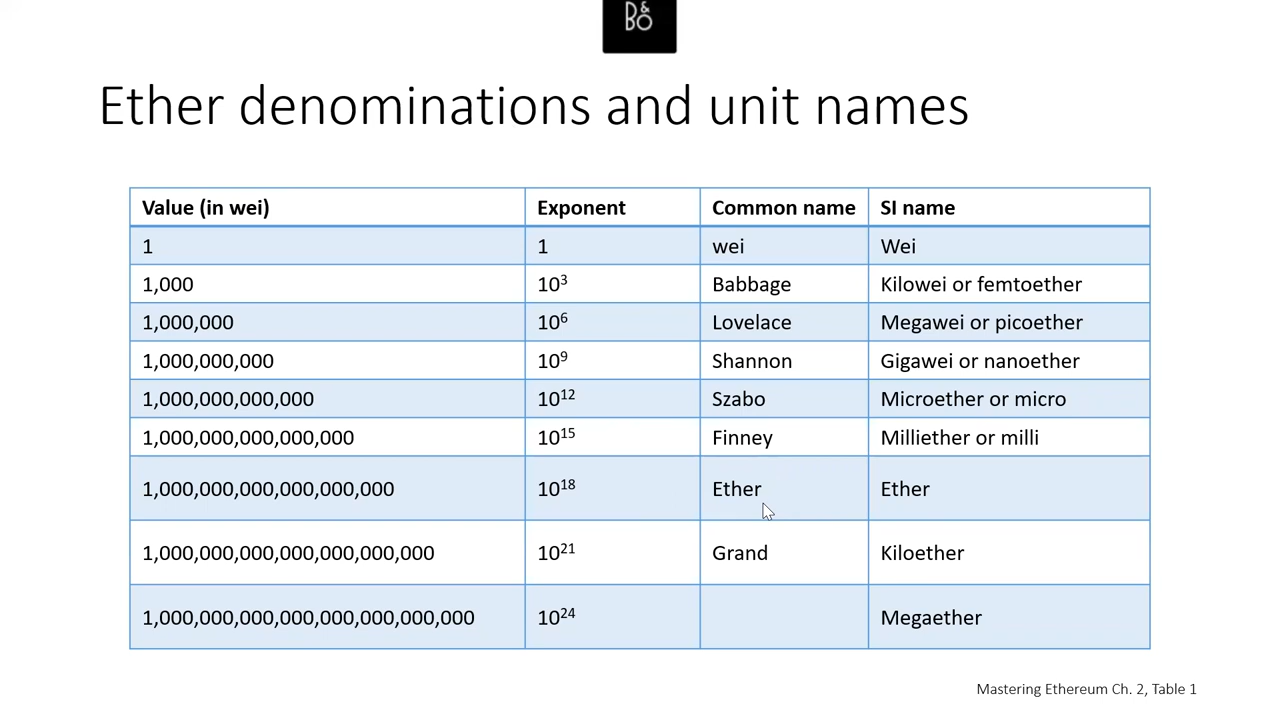 B&O
Ether denominations and unit names
Value (in wei) Exponent Common name SI name
1 1 wei Wei
1,000 10³ Babbage Kilowei or femtoether
1,000,000 10⁶ Lovelace Megawei or picoether
1,000,000,000 10⁹ Shannon Gigawei or nanoether
1,000,000,000,000 10¹² Szabo Microether or micro
1,000,000,000,000,000 10¹⁵ Finney Milliether or milli
1,000,000,000,000,000,000 10¹⁸ Ether Ether
1,000,000,000,000,000,000,000 10²¹ Grand Kiloether
1,000,000,000,000,000,000,000,000 10²⁴ Megaether
Mastering Ethereum Ch. 2, Table 1